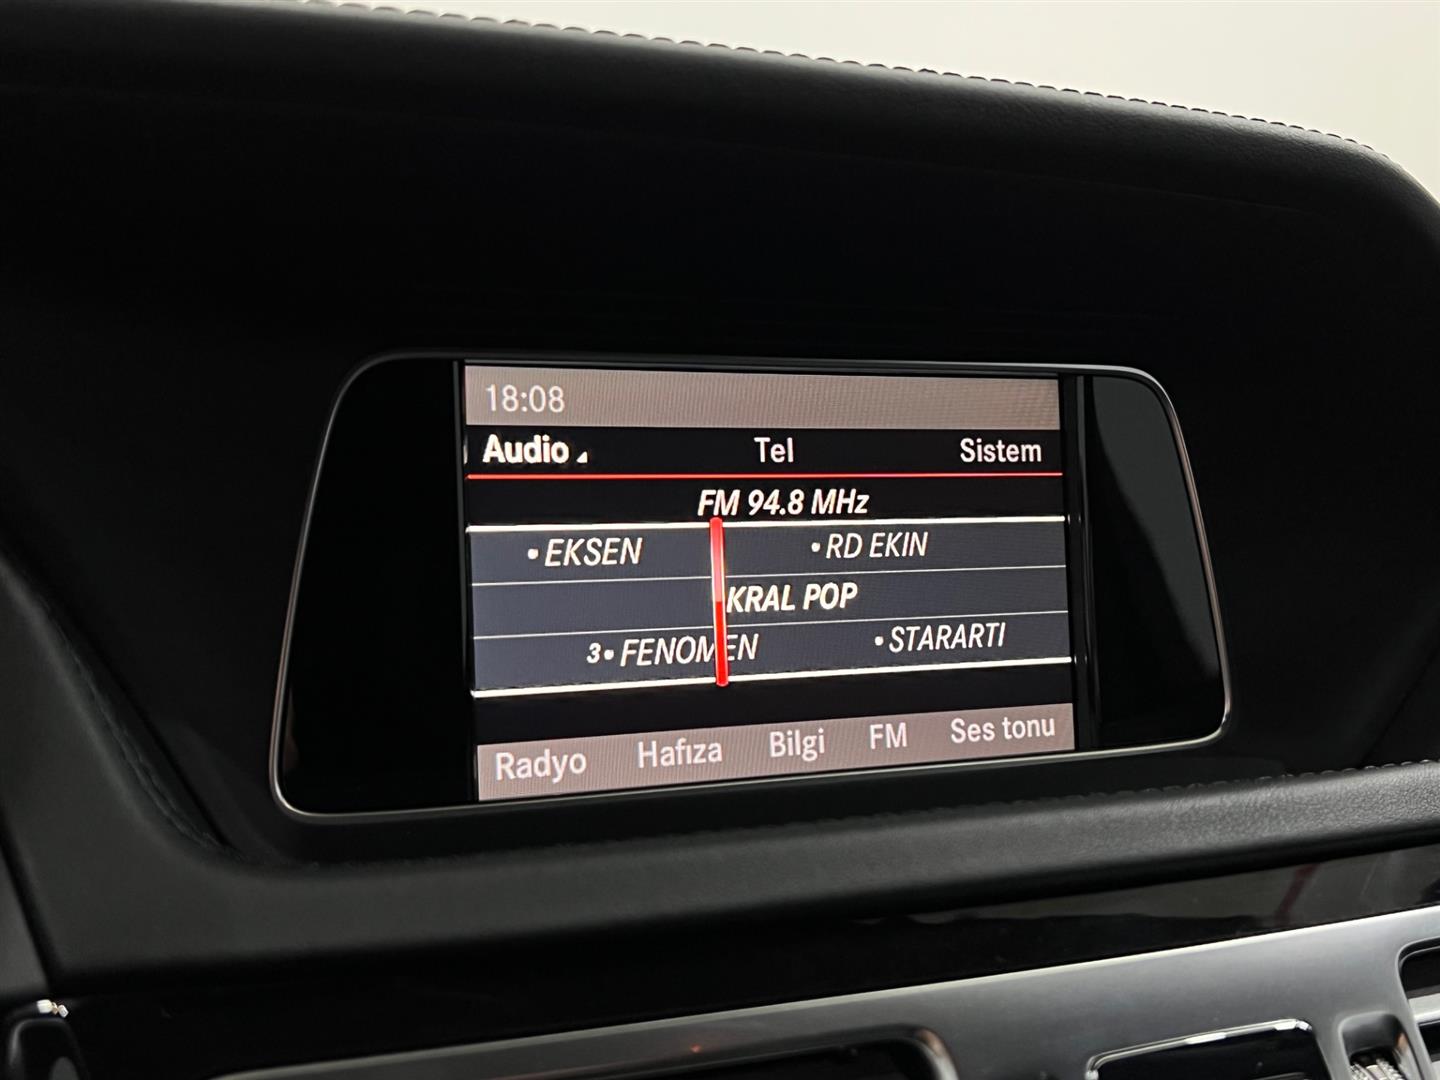 18:08
Audio Tel Sistem
FM 94.8 MHz
•EKSEN •RD EKIN
KRAL POP
3•FENOMEN •STARARTI
Radyo Hafıza Bilgi FM Ses tonu